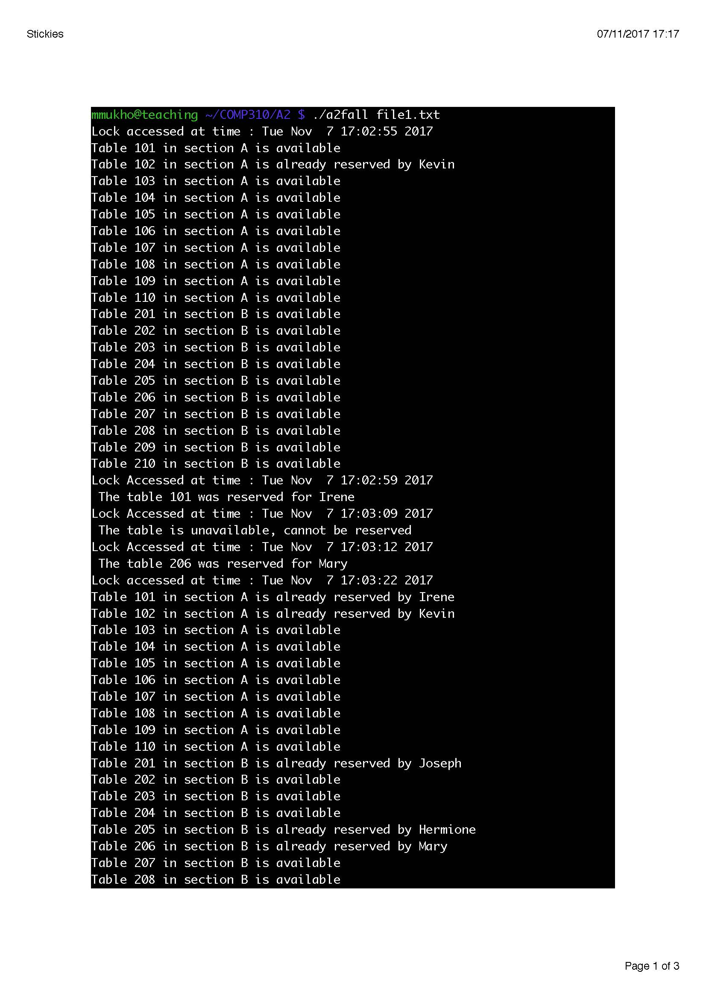 Stickies
07/11/2017 17:17
mmukho@teaching ~/COMP310/A2 $ ./a2fall file1.txt
Lock accessed at time : Tue Nov  7 17:02:55 2017
Table 101 in section A is available
Table 102 in section A is already reserved by Kevin
Table 103 in section A is available
Table 104 in section A is available
Table 105 in section A is available
Table 106 in section A is available
Table 107 in section A is available
Table 108 in section A is available
Table 109 in section A is available
Table 110 in section A is available
Table 201 in section B is available
Table 202 in section B is available
Table 203 in section B is available
Table 204 in section B is available
Table 205 in section B is available
Table 206 in section B is available
Table 207 in section B is available
Table 208 in section B is available
Table 209 in section B is available
Table 210 in section B is available
Lock Accessed at time : Tue Nov  7 17:02:59 2017
 The table 101 was reserved for Irene
Lock Accessed at time : Tue Nov  7 17:03:09 2017
 The table is unavailable, cannot be reserved
Lock Accessed at time : Tue Nov  7 17:03:12 2017
 The table 206 was reserved for Mary
Lock accessed at time : Tue Nov  7 17:03:22 2017
Table 101 in section A is already reserved by Irene
Table 102 in section A is already reserved by Kevin
Table 103 in section A is available
Table 104 in section A is available
Table 105 in section A is available
Table 106 in section A is available
Table 107 in section A is available
Table 108 in section A is available
Table 109 in section A is available
Table 110 in section A is available
Table 201 in section B is already reserved by Joseph
Table 202 in section B is available
Table 203 in section B is available
Table 204 in section B is available
Table 205 in section B is already reserved by Hermione
Table 206 in section B is already reserved by Mary
Table 207 in section B is available
Table 208 in section B is available
Page 1 of 3